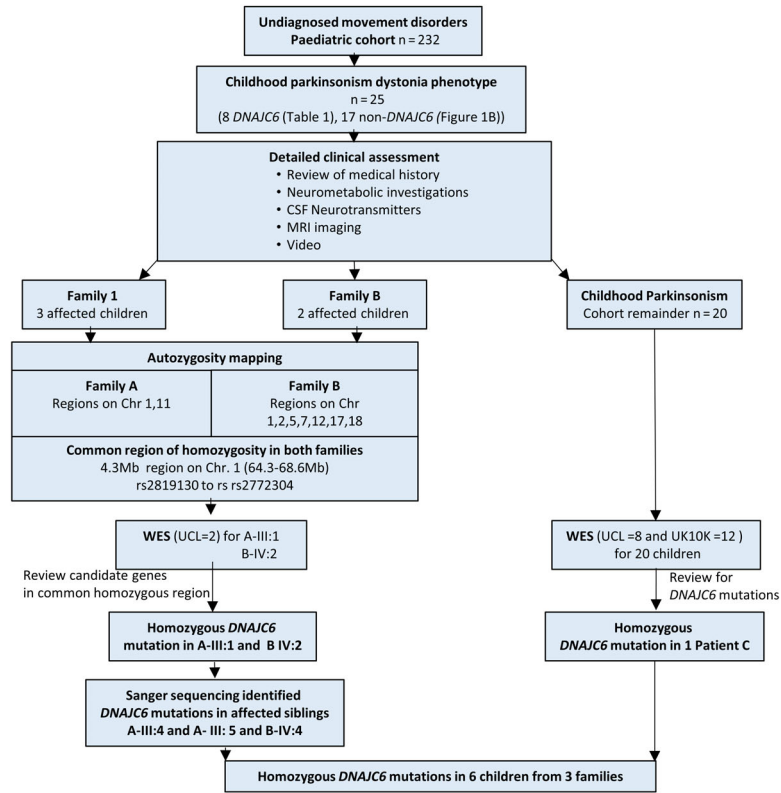 Undiagnosed movement disorders
Paediatric cohort n = 232
Childhood parkinsonism dystonia phenotype
n = 25
(8 DNAJC6 (Table 1), 17 non-DNAJC6 (Figure 1B))
Detailed clinical assessment
• Review of medical history
• Neurometabolic investigations
• CSF Neurotransmitters
• MRI imaging
• Video
Family 1
3 affected children
Family B
2 affected children
Childhood Parkinsonism
Cohort remainder n = 20
Autozygosity mapping
Family A
Regions on Chr 1,11
Family B
Regions on Chr
1,2,5,7,12,17,18
Common region of homozygosity in both families
4.3Mb region on Chr. 1 (64.3-68.6Mb)
rs2819130 to rs rs2772304
WES (UCL=2) for A-III:1
B-IV:2
WES (UCL =8 and UK10K =12 )
for 20 children
Review candidate genes
in common homozygous region
Review for
DNAJC6 mutations
Homozygous DNAJC6
mutation in A-III:1 and B IV:2
Homozygous
DNAJC6 mutation in 1 Patient C
Sanger sequencing identified
DNAJC6 mutations in affected siblings
A-III:4 and A- III: 5 and B-IV:4
Homozygous DNAJC6 mutations in 6 children from 3 families